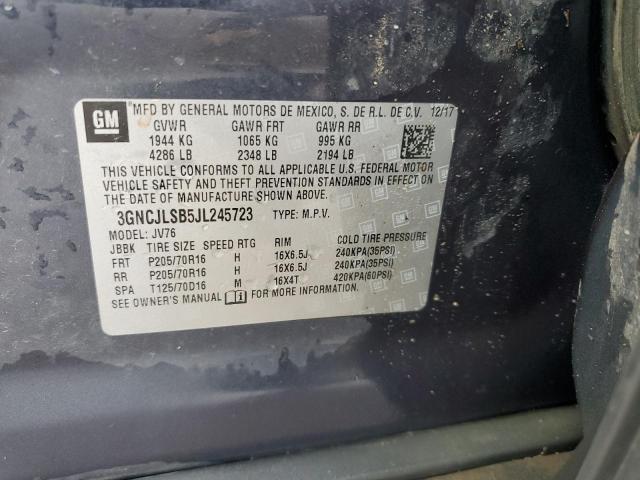 GM
MFD BY GENERAL MOTORS DE MEXICO, S. DE R.L. DE C.V. 12/17
GVWR GAWR FRT GAWR RR
1944 KG 1065 KG 995 KG
4286 LB 2348 LB 2194 LB
THIS VEHICLE CONFORMS TO ALL APPLICABLE U.S. FEDERAL MOTOR
VEHICLE SAFETY AND THEFT PREVENTION STANDARDS IN EFFECT ON
THE DATE OF MANUFACTURE SHOWN ABOVE.
3GNCJLSB5JL245723 TYPE: M.P.V.
MODEL: JV76
JBBK TIRE SIZE SPEED RTG RIM COLD TIRE PRESSURE
FRT P205/70R16 H 16X6.5J 240KPA(35PSI)
RR P205/70R16 H 16X6.5J 240KPA(35PSI)
SPA T125/70D16 M 16X4T 420KPA(60PSI)
SEE OWNER'S MANUAL FOR MORE INFORMATION.